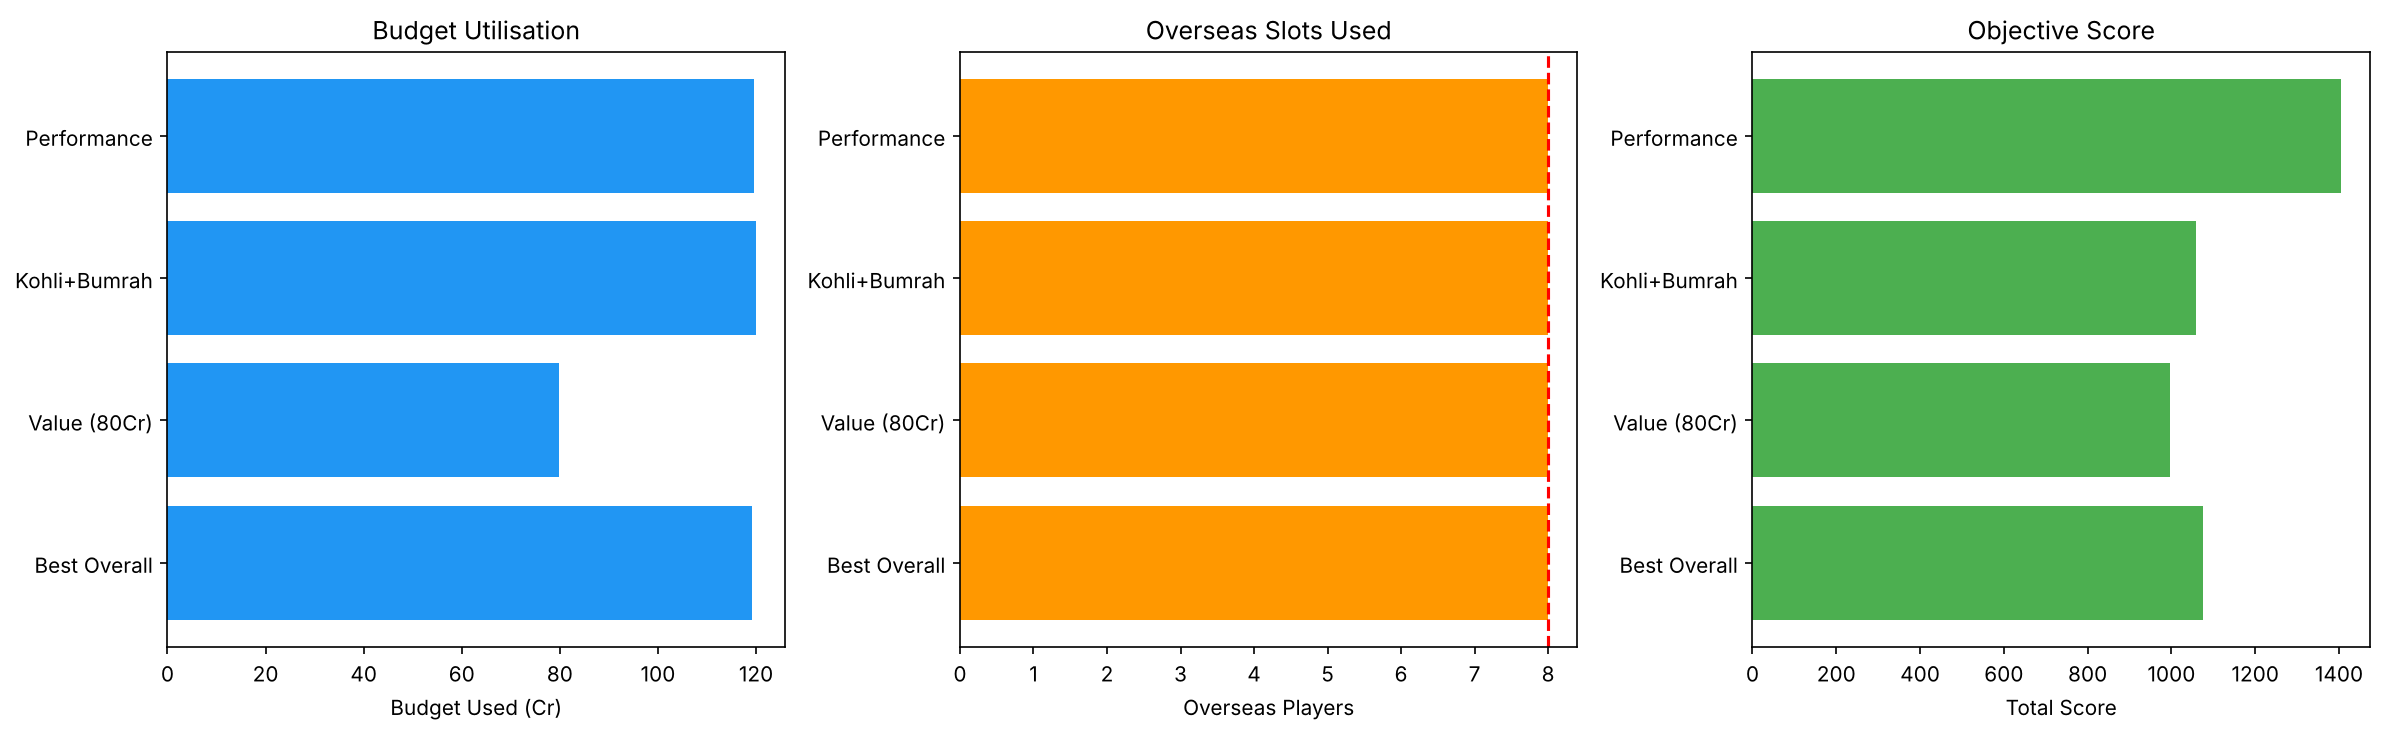 Budget Utilisation
Performance
Kohli+Bumrah
Value (80Cr)
Best Overall
0 20 40 60 80 100 120
Budget Used (Cr)
Overseas Slots Used
Performance
Kohli+Bumrah
Value (80Cr)
Best Overall
0 1 2 3 4 5 6 7 8
Overseas Players
Objective Score
Performance
Kohli+Bumrah
Value (80Cr)
Best Overall
0 200 400 600 800 1000 1200 1400
Total Score